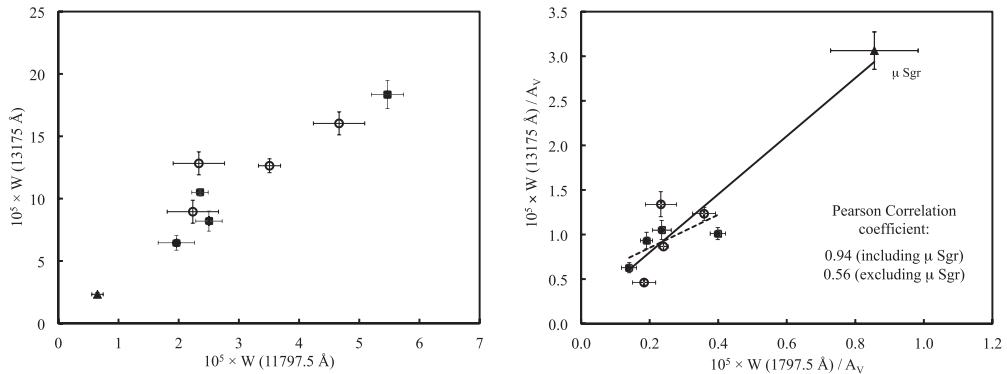 25
20
15
10
5
0
10⁵ × W (13175 Å)
0 1 2 3 4 5 6 7
10⁵ × W (11797.5 Å)
3.5
3.0
2.5
2.0
1.5
1.0
0.5
0.0
10⁵ × W (13175 Å) / Aᵥ
μ Sgr
Pearson Correlation
coefficient:
0.94 (including μ Sgr)
0.56 (excluding μ Sgr)
0.0 0.2 0.4 0.6 0.8 1.0 1.2
10⁵ × W (1797.5 Å) / Aᵥ